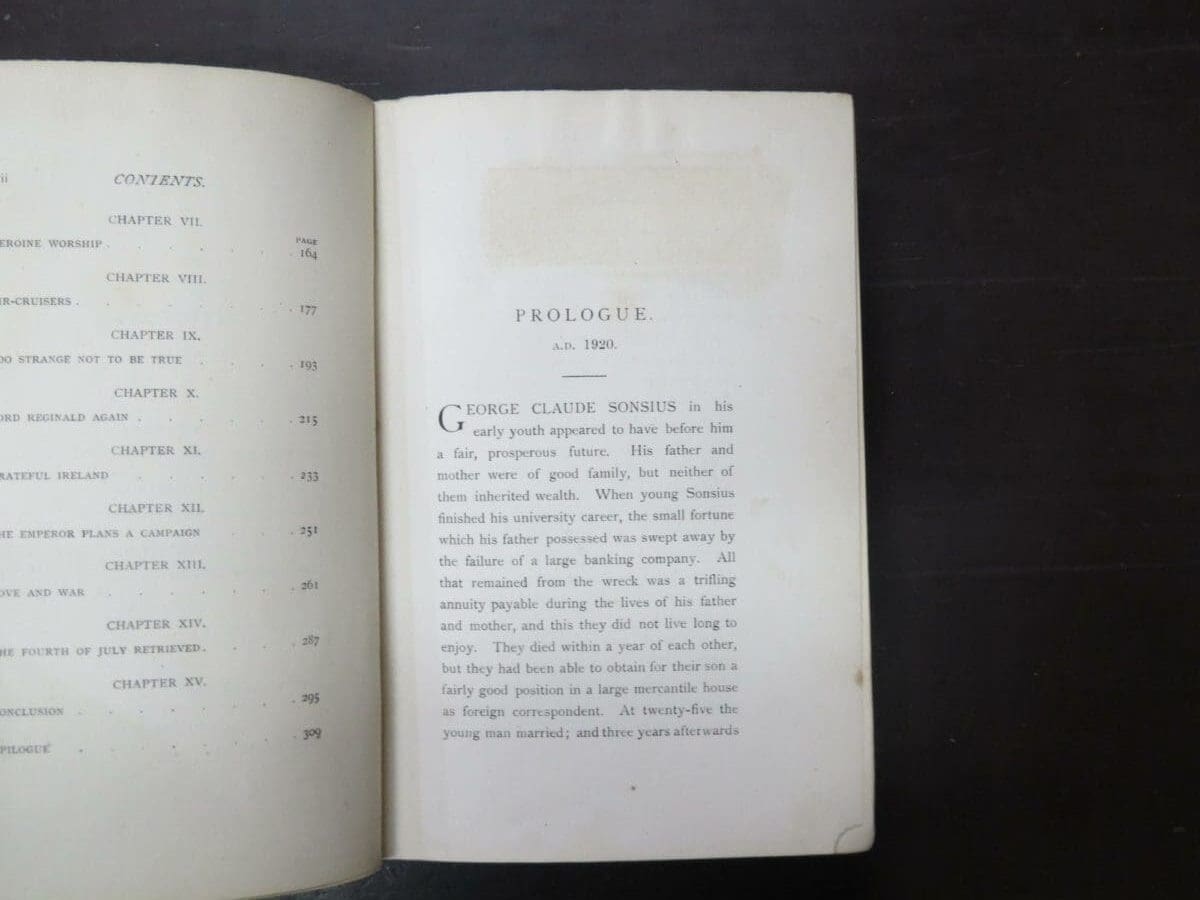 ii CONTENTS.
CHAPTER VII.
PAGE
EROINE WORSHIP . . . . . . 164
CHAPTER VIII.
IR-CRUISERS . . . . . . . 177
CHAPTER IX.
OO STRANGE NOT TO BE TRUE . . . . 193
CHAPTER X.
ORD REGINALD AGAIN . . . . . . 215
CHAPTER XI.
RATEFUL IRELAND . . . . . . 233
CHAPTER XII.
HE EMPEROR PLANS A CAMPAIGN . . . . 251
CHAPTER XIII.
OVE AND WAR . . . . . . . 261
CHAPTER XIV.
HE FOURTH OF JULY RETRIEVED . . . . 287
CHAPTER XV.
ONCLUSION . . . . . . . 295
PILOGUE . . . . . . 309
PROLOGUE.
A.D. 1920.
GEORGE CLAUDE SONSIUS in his
early youth appeared to have before him
a fair, prosperous future. His father and
mother were of good family, but neither of
them inherited wealth. When young Sonsius
finished his university career, the small fortune
which his father possessed was swept away by
the failure of a large banking company. All
that remained from the wreck was a trifling
annuity payable during the lives of his father
and mother, and this they did not live long to
enjoy. They died within a year of each other,
but they had been able to obtain for their son a
fairly good position in a large mercantile house
as foreign correspondent. At twenty-five the
young man married; and three years afterwards